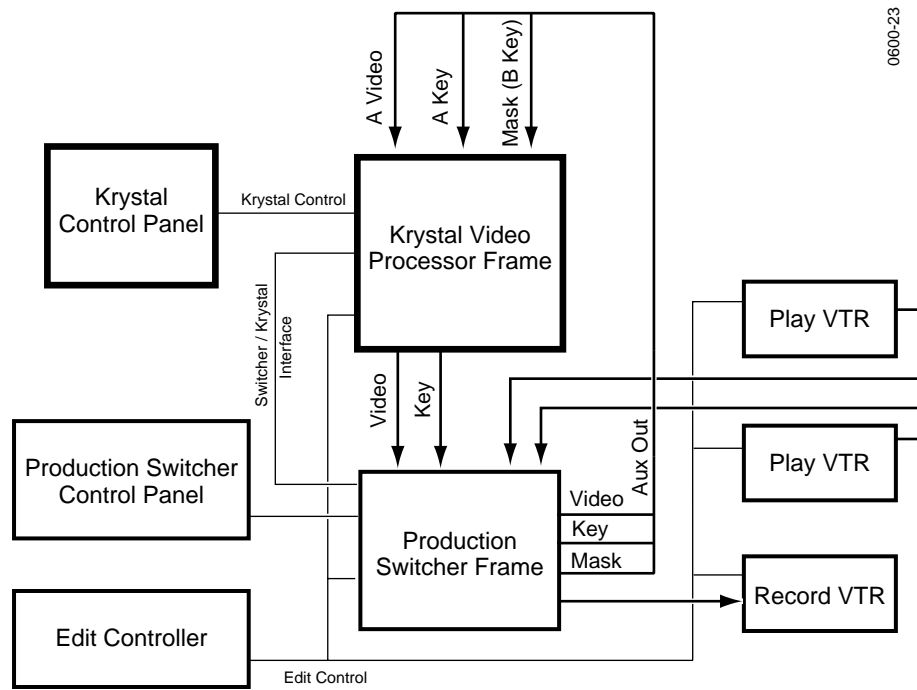 0600-23
A Video
A Key
Mask (B Key)
Krystal
Control Panel
Krystal Control
Krystal Video
Processor Frame
Switcher / Krystal
Interface
Play VTR
Video
Key
Production Switcher
Control Panel
Play VTR
Aux Out
Video
Key
Mask
Production
Switcher Frame
Record VTR
Edit Controller
Edit Control